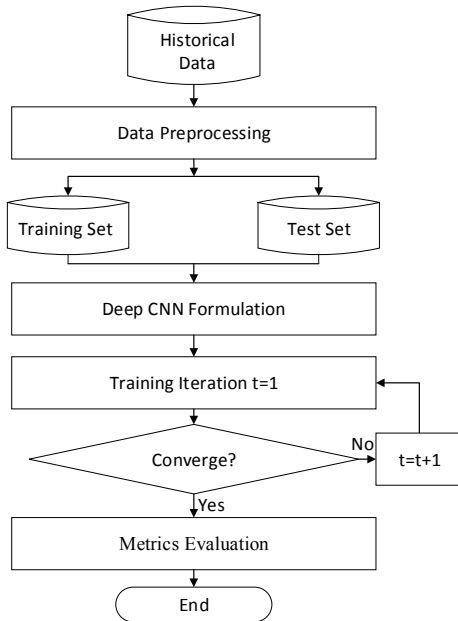 Historical
Data
Data Preprocessing
Training Set
Test Set
Deep CNN Formulation
Training Iteration t=1
Converge?
No
t=t+1
Yes
Metrics Evaluation
End